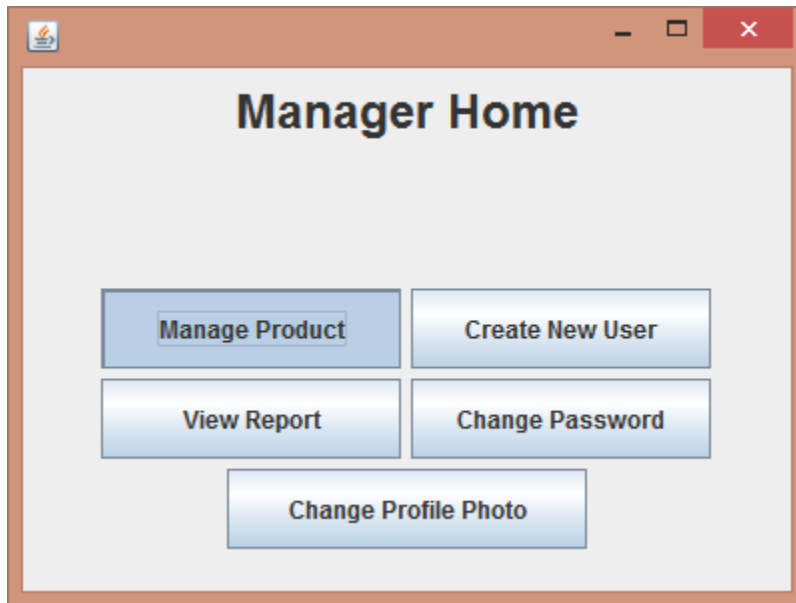 Manager Home
Manage Product
Create New User
View Report
Change Password
Change Profile Photo